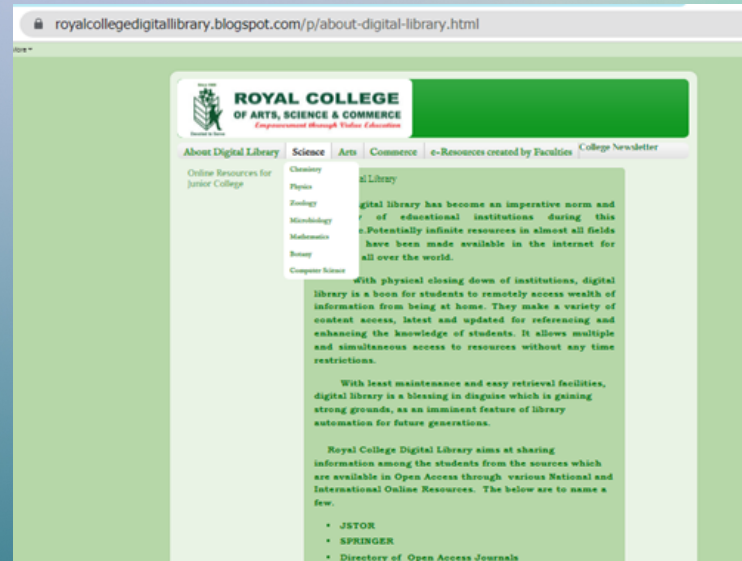 royalcollegedigitallibrary.blogspot.com/p/about-digital-library.html
More
ROYAL COLLEGE
OF ARTS, SCIENCE & COMMERCE
Empowerment through Value Education
About Digital Library Science Arts Commerce e-Resources created by Faculties College Newsletter
Online Resources for
Junior College
Chemistry
Physics
Zoology
Microbiology
Mathematics
Botany
Computer Science
al Library
gital library has become an imperative norm and
of educational institutions during this
c.Potentially infinite resources in almost all fields
have been made available in the internet for
all over the world.
With physical closing down of institutions, digital
library is a boon for students to remotely access wealth of
information from being at home. They make a variety of
content access, latest and updated for referencing and
enhancing the knowledge of students. It allows multiple
and simultaneous access to resources without any time
restrictions.
With least maintenance and easy retrieval facilities,
digital library is a blessing in disguise which is gaining
strong grounds, as an imminent feature of library
automation for future generations.
Royal College Digital Library aims at sharing
information among the students from the sources which
are available in Open Access through various National and
International Online Resources. The below are to name a
few.
• JSTOR
• SPRINGER
• Directory of Open Access Journals